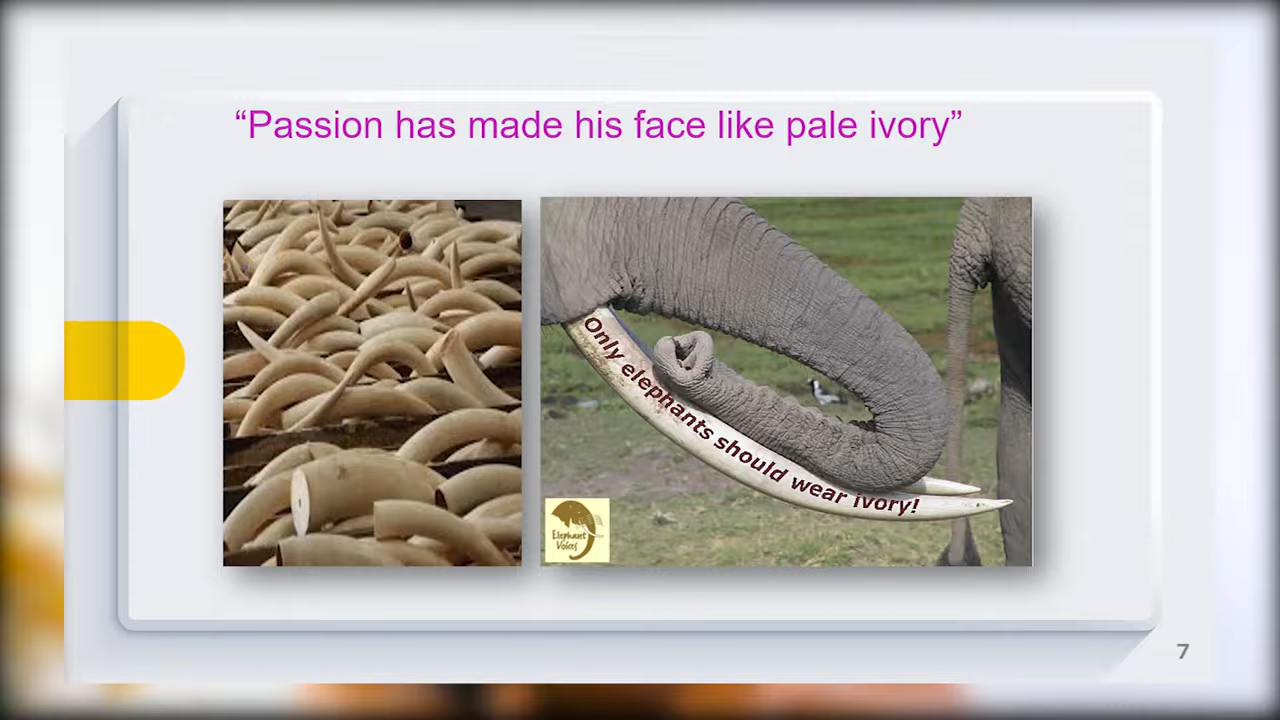 “Passion has made his face like pale ivory”
Only elephants should wear ivory!
Elephant
Voices
7